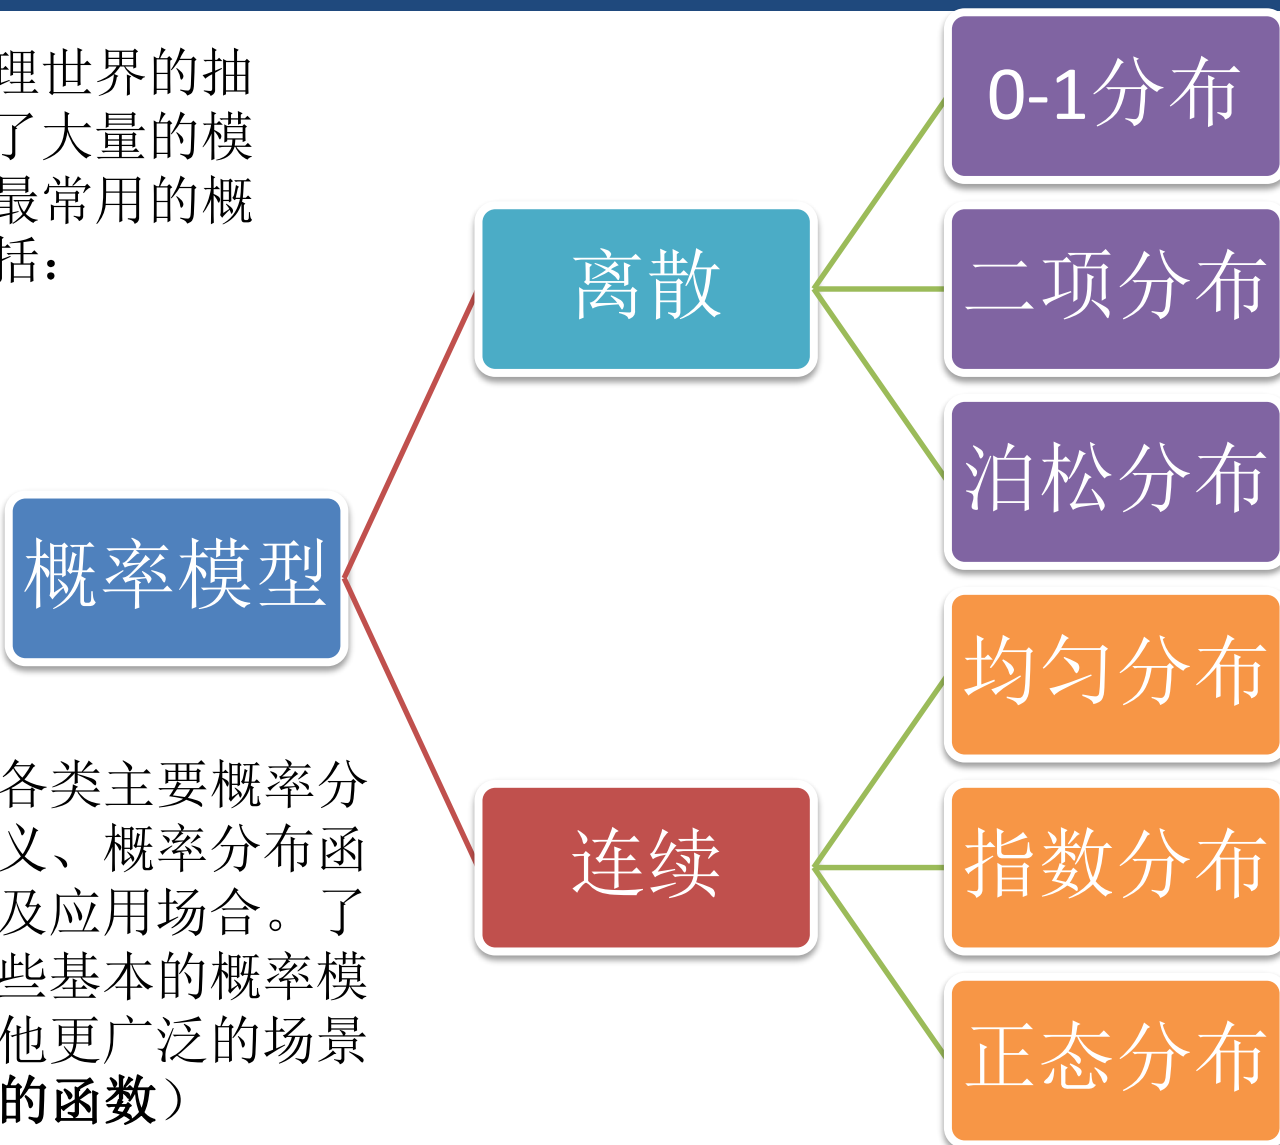 理世界的抽
了大量的模
最常用的概
括：
概率模型
离散
连续
0-1分布
二项分布
泊松分布
均匀分布
指数分布
正态分布
各类主要概率分
义、概率分布函
及应用场合。了
些基本的概率模
他更广泛的场景
的函数）